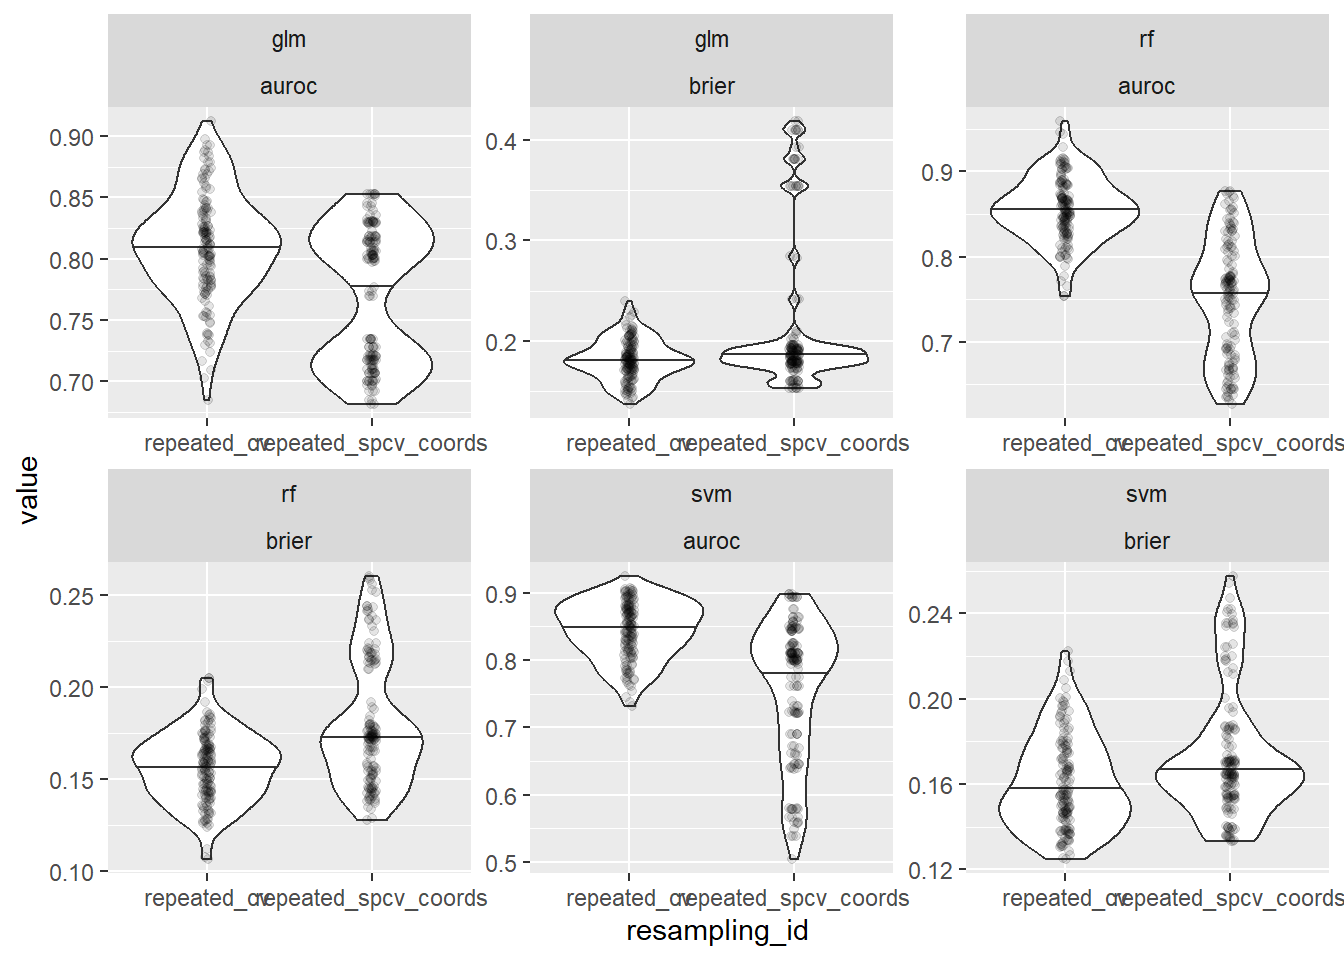 glm
auroc
0.90
0.85
0.80
0.75
0.70
repeated_cv
repeated_spcv_coords
glm
brier
0.4
0.3
0.2
repeated_cv
repeated_spcv_coords
rf
auroc
0.9
0.8
0.7
repeated_cv
repeated_spcv_coords
value
rf
brier
0.25
0.20
0.15
0.10
repeated_cv
repeated_spcv_coords
svm
auroc
0.9
0.8
0.7
0.6
0.5
repeated_cv
repeated_spcv_coords
svm
brier
0.24
0.20
0.16
0.12
repeated_cv
repeated_spcv_coords
resampling_id